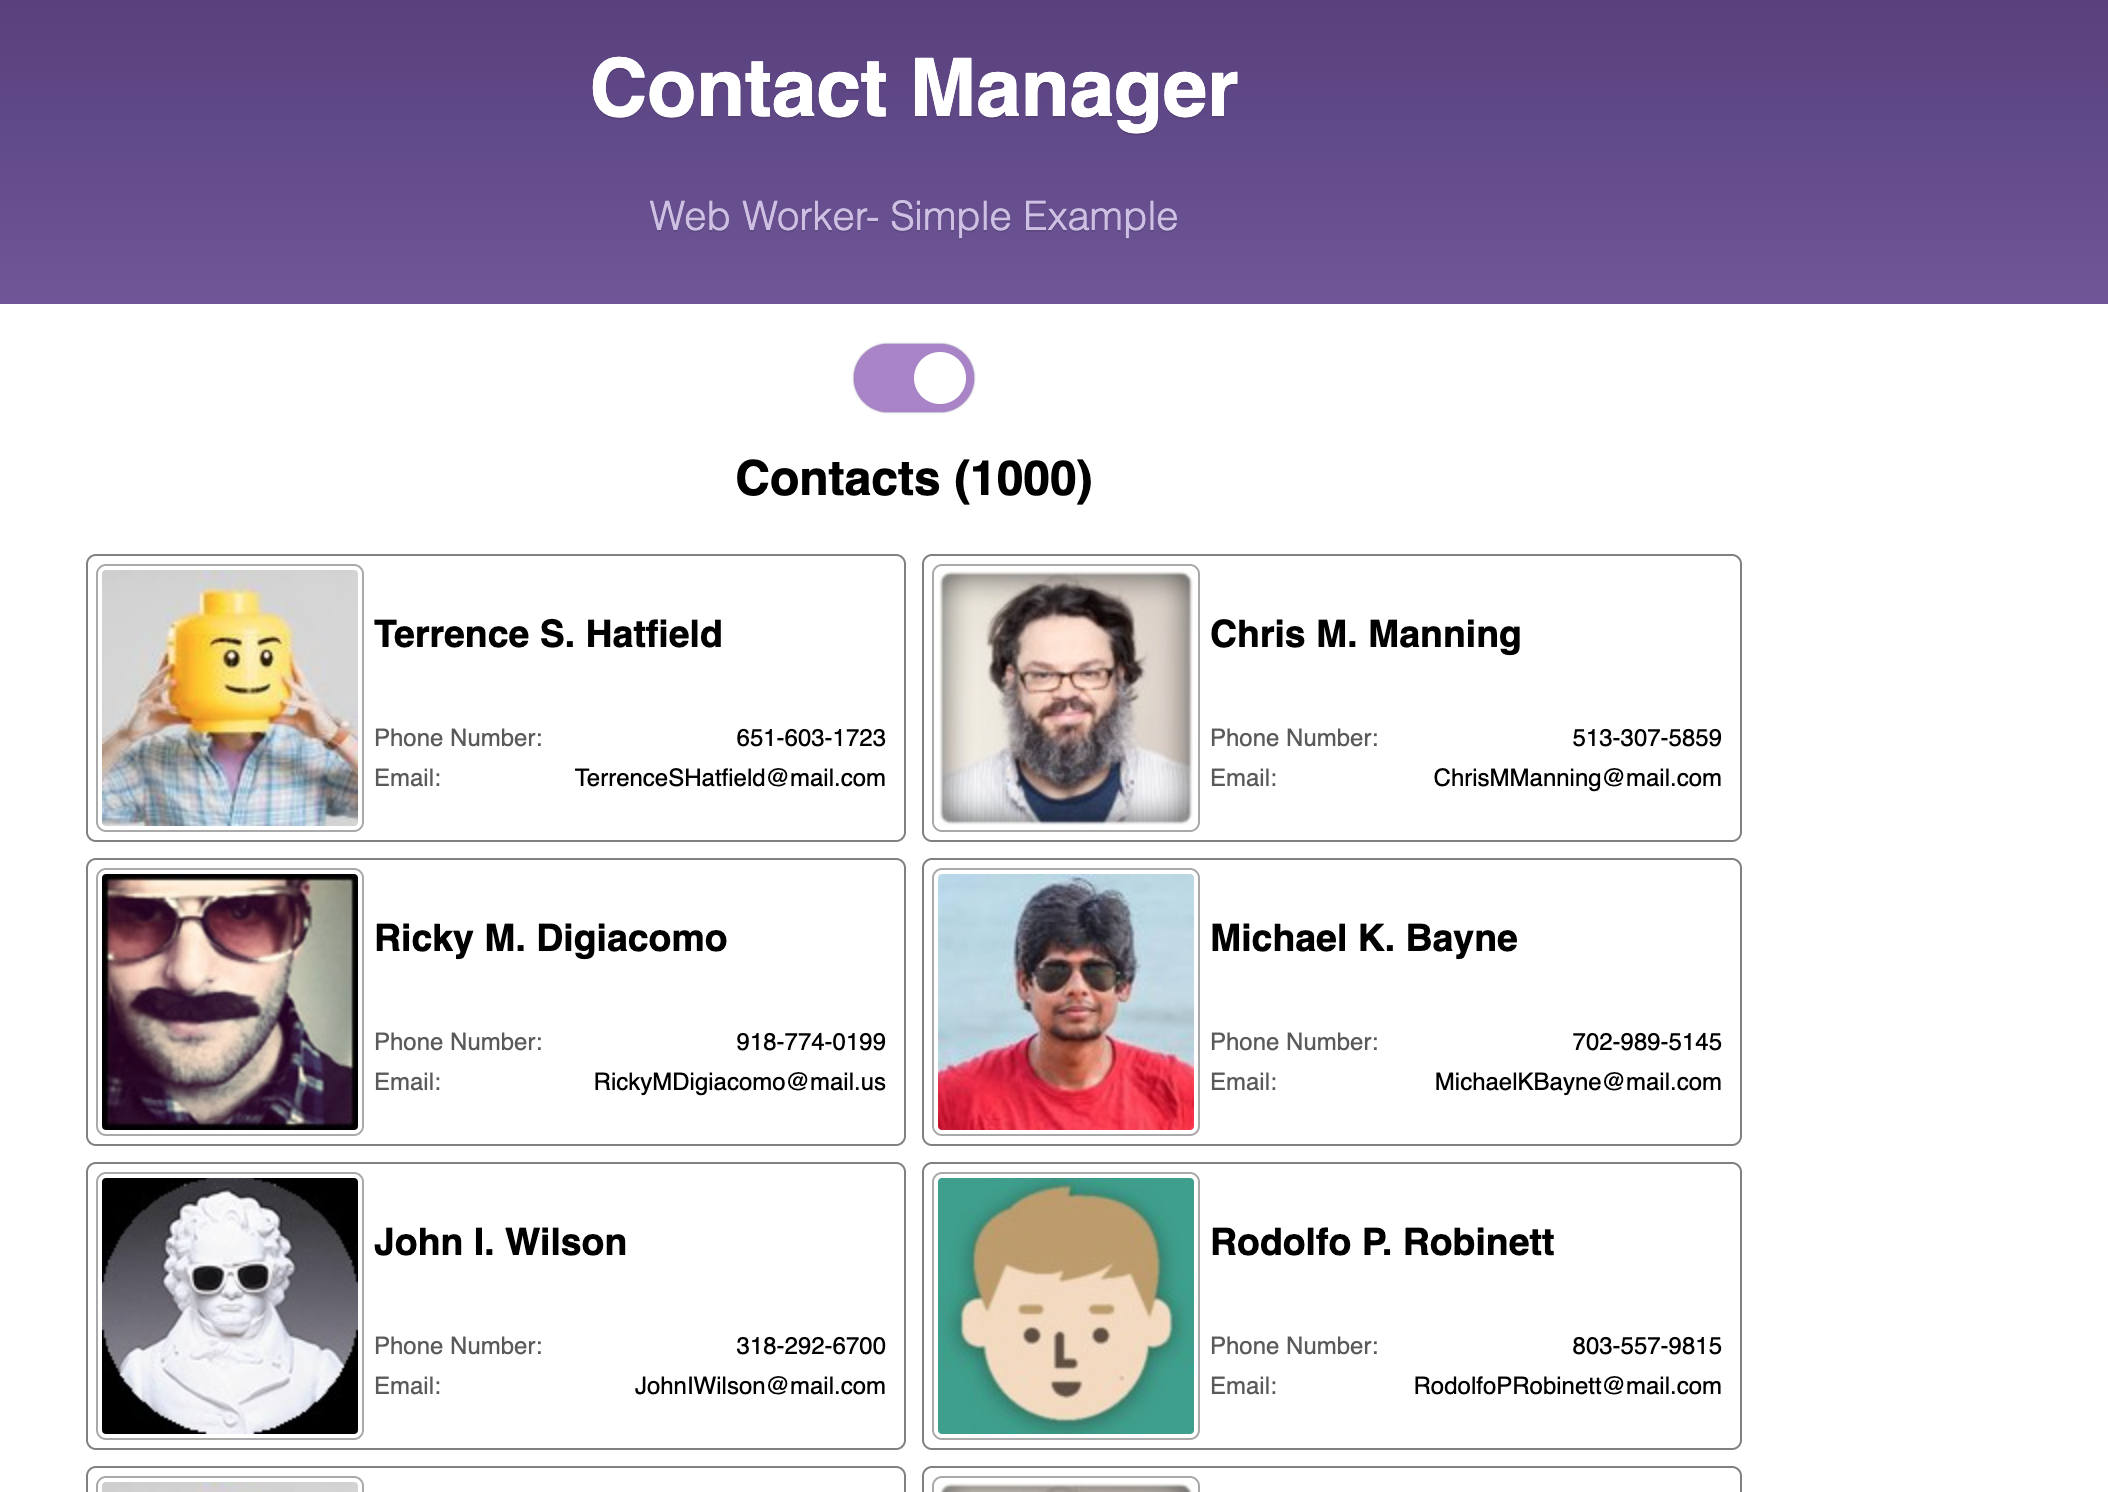 Contact Manager
Web Worker- Simple Example
Contacts (1000)
Terrence S. Hatfield
Phone Number: 651-603-1723
Email: TerrenceSHatfield@mail.com
Chris M. Manning
Phone Number: 513-307-5859
Email: ChrisMManning@mail.com
Ricky M. Digiacomo
Phone Number: 918-774-0199
Email: RickyMDigiacomo@mail.us
Michael K. Bayne
Phone Number: 702-989-5145
Email: MichaelKBayne@mail.com
John I. Wilson
Phone Number: 318-292-6700
Email: JohnIWilson@mail.com
Rodolfo P. Robinett
Phone Number: 803-557-9815
Email: RodolfoPRobinett@mail.com